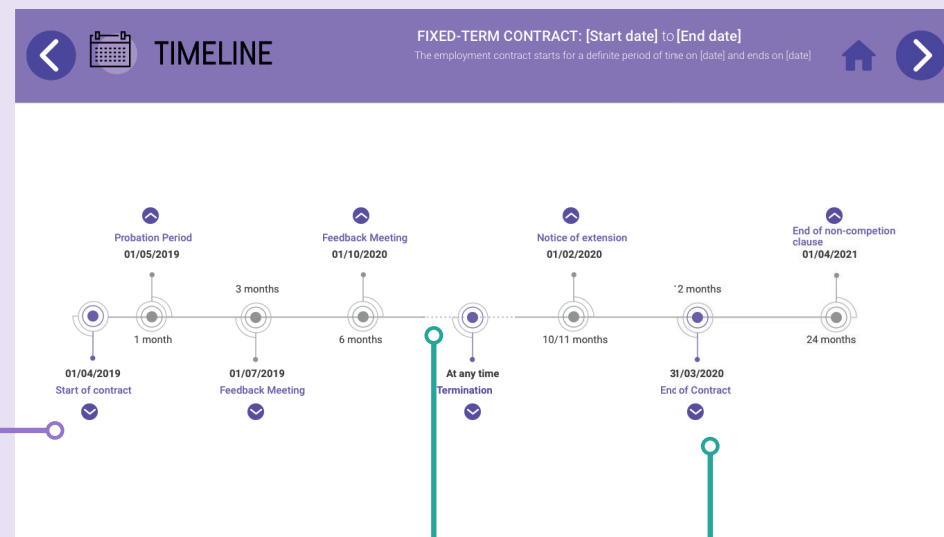 TIMELINE
FIXED-TERM CONTRACT: [Start date] to [End date]
The employment contract starts for a definite period of time on [date] and ends on [date]
Probation Period
01/05/2019
Feedback Meeting
01/10/2020
Notice of extension
01/02/2020
End of non-competion
clause
01/04/2021
3 months
2 months
1 month
6 months
10/11 months
24 months
01/04/2019
Start of contract
01/07/2019
Feedback Meeting
At any time
Termination
31/03/2020
End of Contract